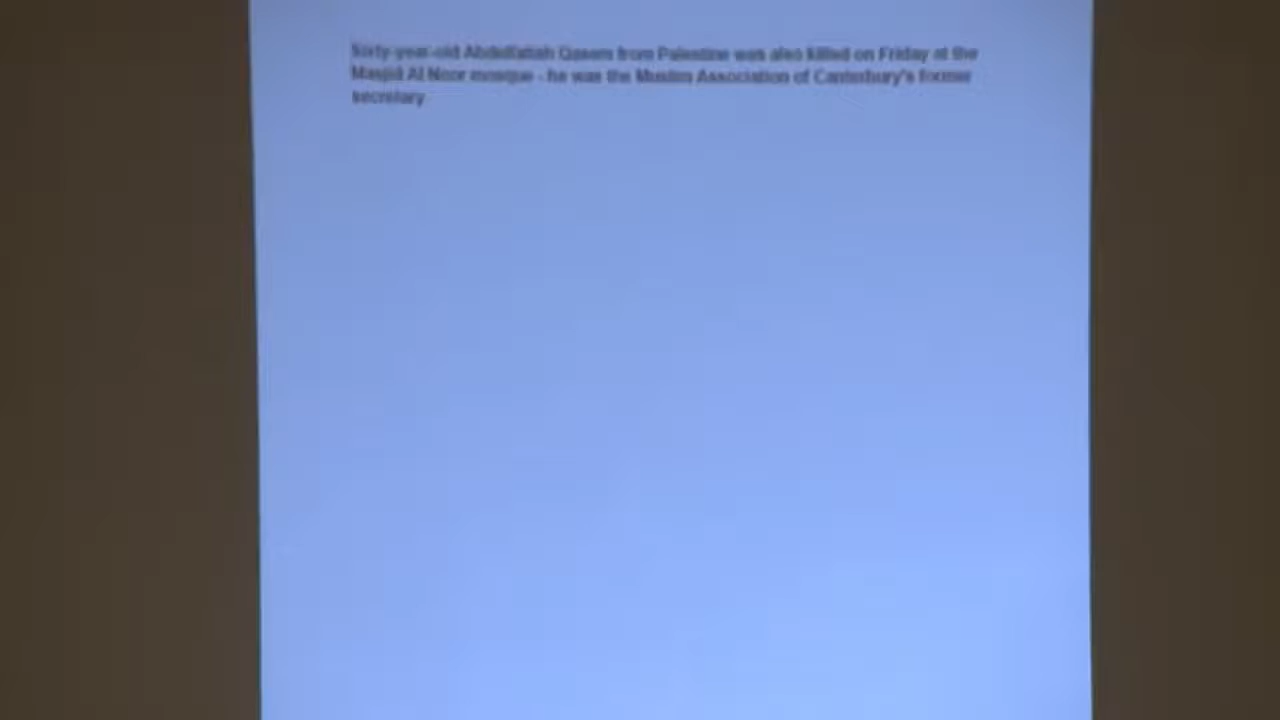 Sixty-year-old Abdelfattah Qasem from Palestine was also killed on Friday at the
Masjid Al Noor mosque - he was the Muslim Association of Canterbury's former
secretary